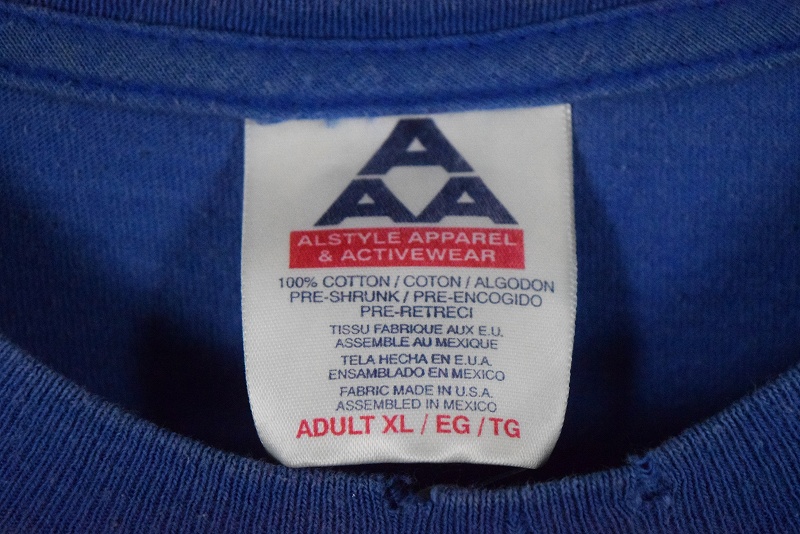 A
A A
ALSTYLE APPAREL
& ACTIVEWEAR
100% COTTON / COTON / ALGODON
PRE-SHRUNK / PRE-ENCOGIDO
PRE-RETRECI
TISSU FABRIQUE AUX E.U.
ASSEMBLE AU MEXIQUE
TELA HECHA EN E.U.A.
ENSAMBLADO EN MEXICO
FABRIC MADE IN U.S.A.
ASSEMBLED IN MEXICO
ADULT XL / EG / TG